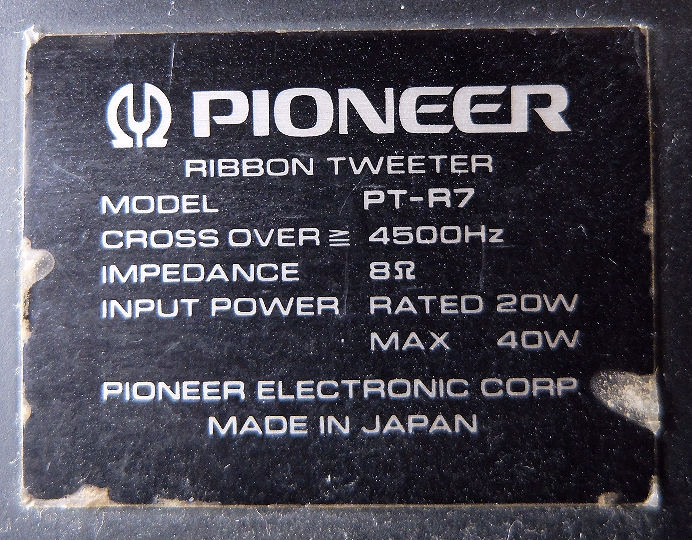 PIONEER
RIBBON TWEETER
MODEL PT-R7
CROSS OVER ≧ 4500Hz
IMPEDANCE 8Ω
INPUT POWER RATED 20W
MAX 40W
PIONEER ELECTRONIC CORP
MADE IN JAPAN